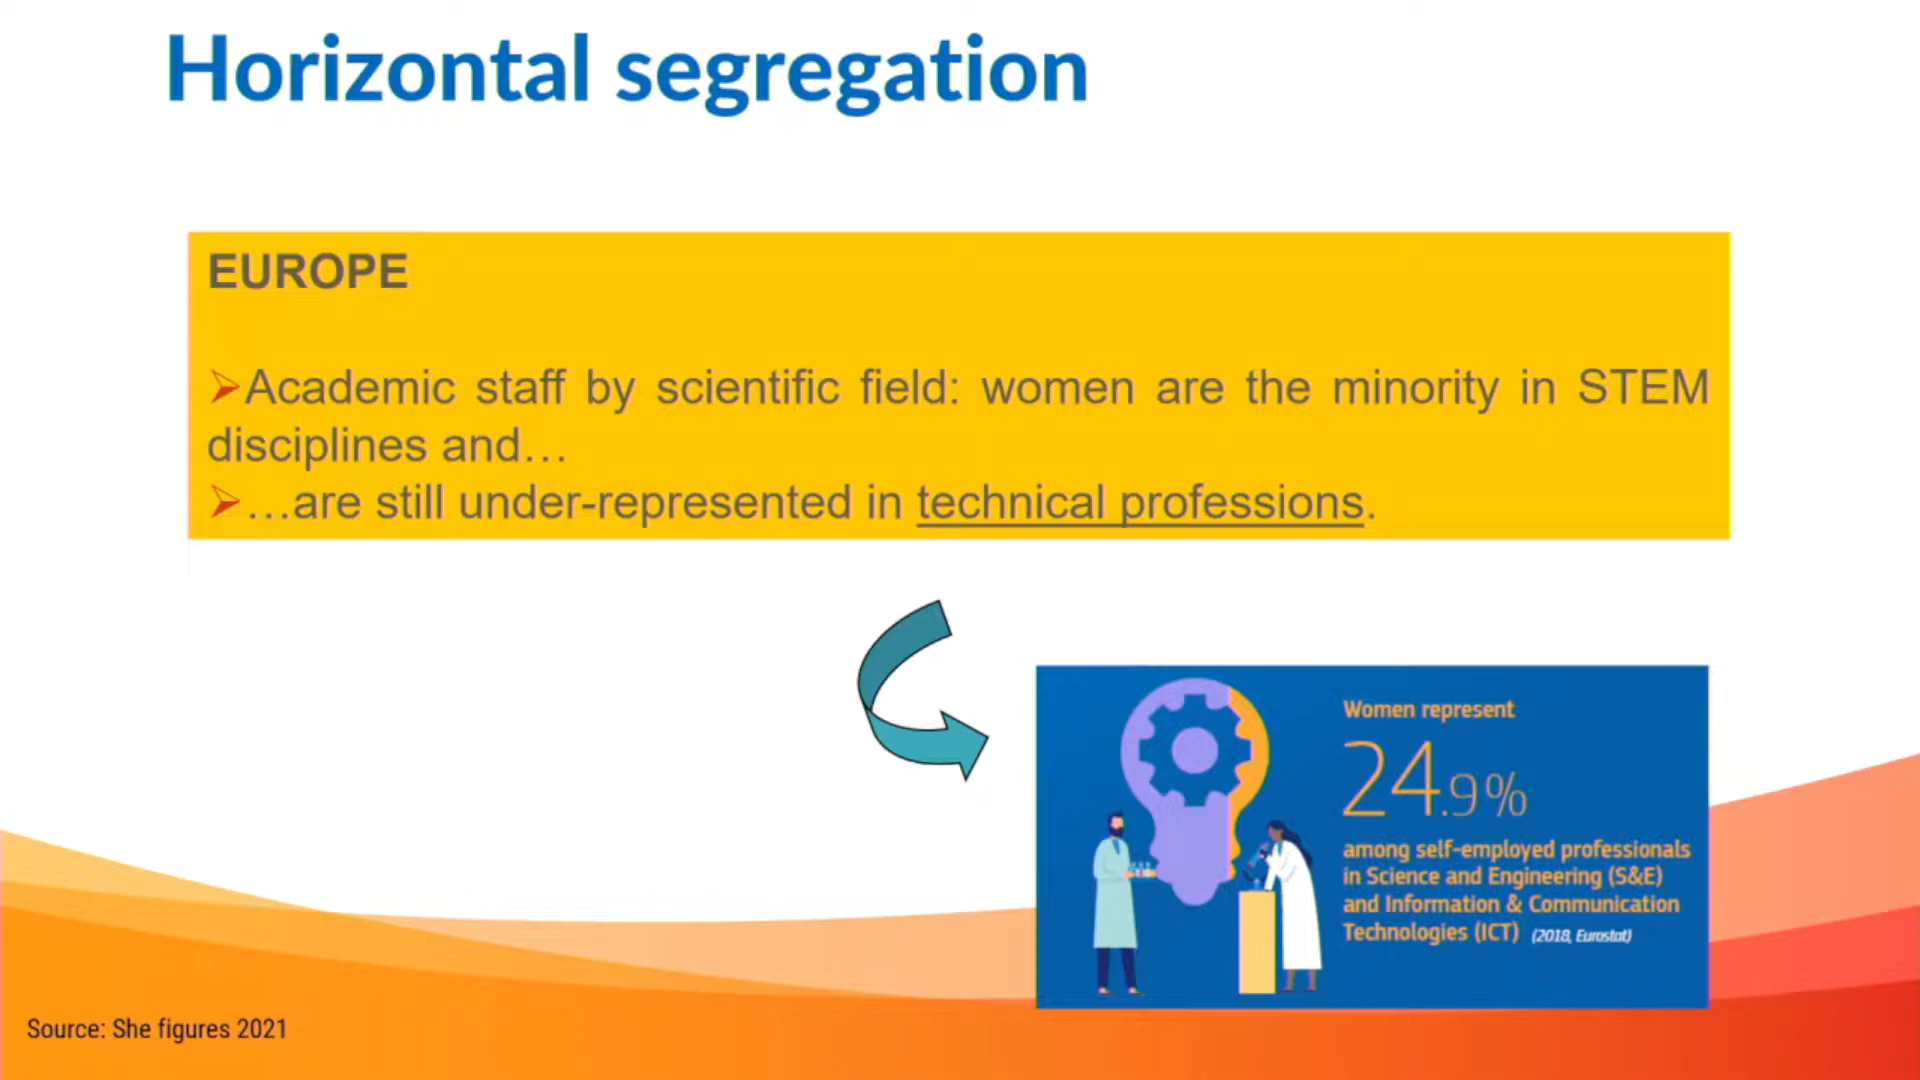 Horizontal segregation
EUROPE
➢Academic staff by scientific field: women are the minority in STEM
disciplines and…
➢…are still under-represented in technical professions.
Women represent
24.9%
among self-employed professionals
in Science and Engineering (S&E)
and Information & Communication
Technologies (ICT) (2018, Eurostat)
Source: She figures 2021